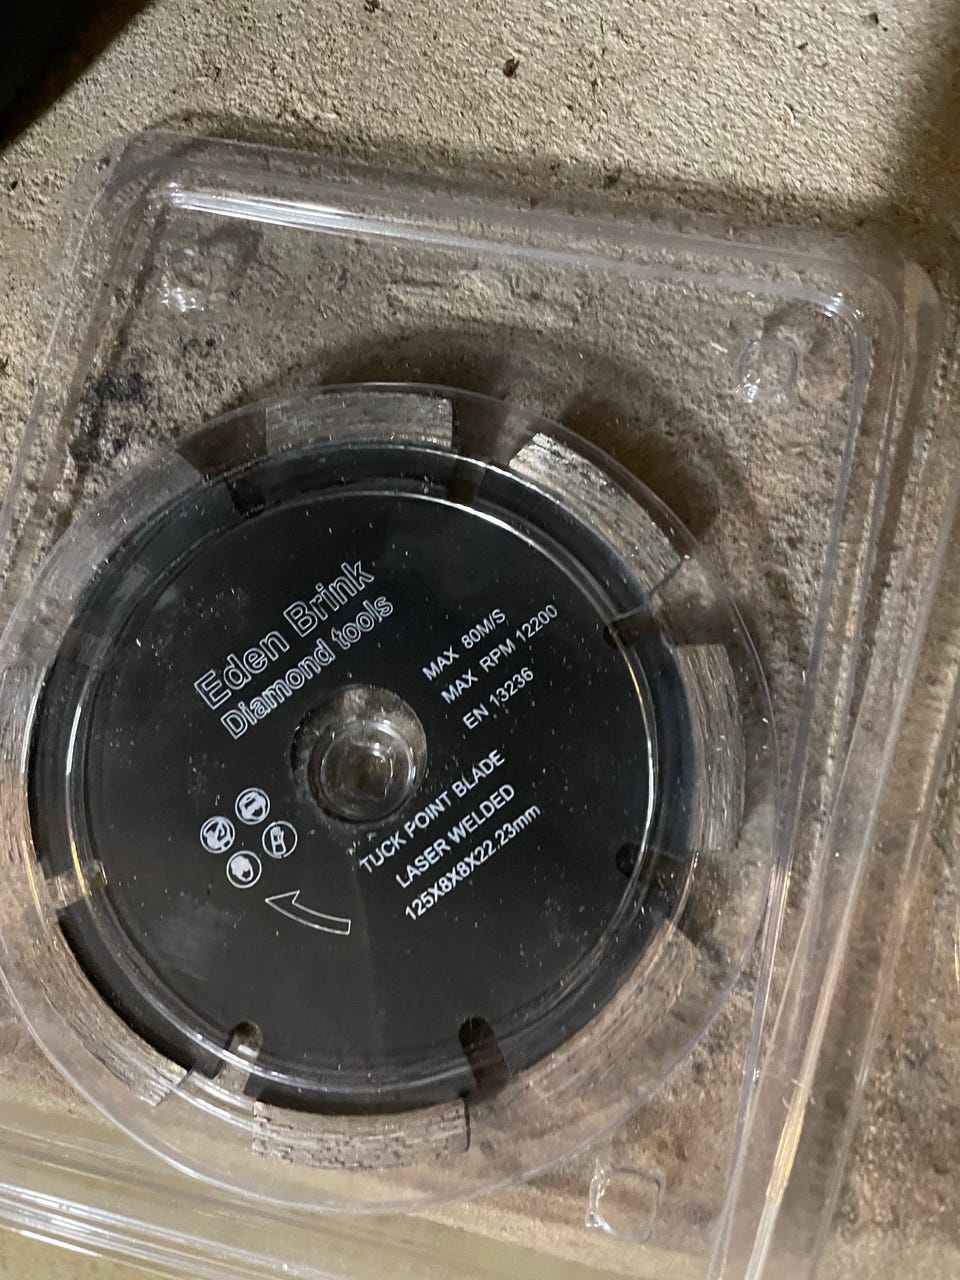 Eden Brink
Diamond tools
MAX 80M/S
MAX RPM 12200
EN 13236
TUCK POINT BLADE
LASER WELDED
125X8X8X22.23mm